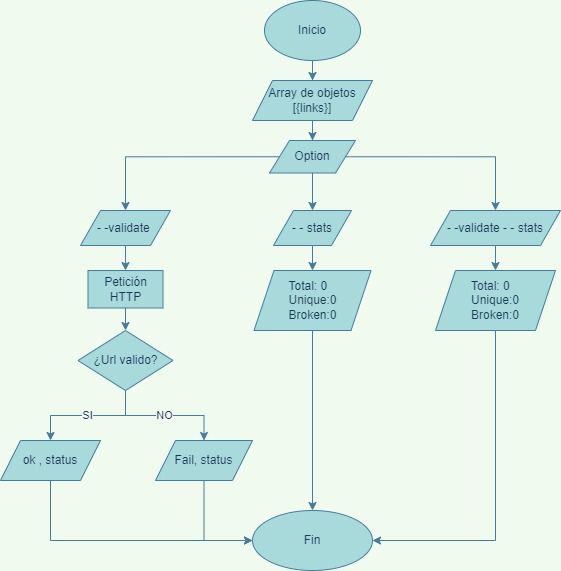 Inicio
Array de objetos
[{links}]
Option
- -validate
- - stats
- -validate - - stats
Petición
HTTP
Total: 0
Unique:0
Broken:0
Total: 0
Unique:0
Broken:0
¿Url valido?
SI
NO
ok , status
Fail, status
Fin